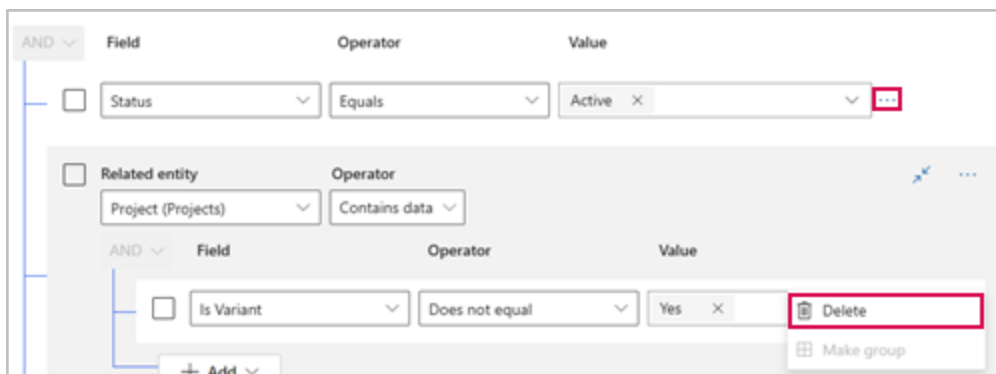 AND Field Operator Value
Status Equals Active ×
Related entity Operator
Project (Projects) Contains data
AND Field Operator Value
Is Variant Does not equal Yes × Delete
Make group
+ Add